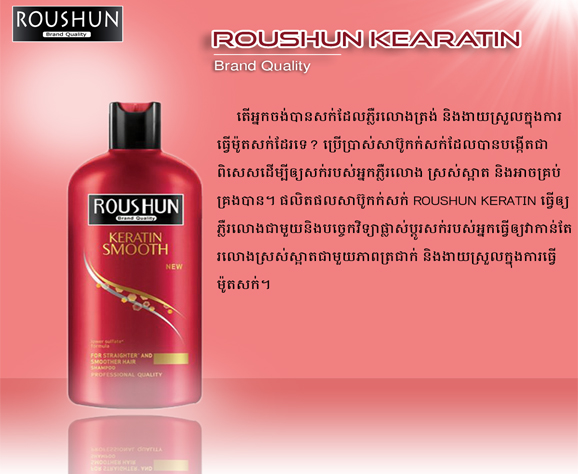 ROUSHUN
Brand Quality
ROUSHUN KEARATIN
Brand Quality
តើអ្នកចង់បានសក់ដែលភ្លឺរលោងត្រង់ និងងាយស្រួលក្នុងការ
ធ្វើម៉ូតសក់ដែរទេ? ប្រើប្រាស់សាប៊ូកក់សក់ដែលបានបង្កើតជា
ពិសេសដើម្បីឲ្យសក់របស់អ្នកភ្លឺរលោង ស្រស់ស្អាត និងអាចគ្រប់
គ្រងបាន។ ផលិតផលសាប៊ូកក់សក់ ROUSHUN KERATIN ធ្វើឲ្យ
ភ្លឺរលោងជាមួយនិងបច្ចេកវិទ្យាផ្លាស់ប្តូរសក់របស់អ្នកធ្វើឲ្យវាកាន់តែ
រលោងស្រស់ស្អាតជាមួយភាពត្រជាក់ និងងាយស្រួលក្នុងការធ្វើ
ម៉ូតសក់។
ROUSHUN
Brand Quality
KERATIN
SMOOTH
NEW
lower sulfate*
formula
FOR STRAIGHTER* AND
SMOOTHER HAIR
SHAMPOO
PROFESSIONAL QUALITY